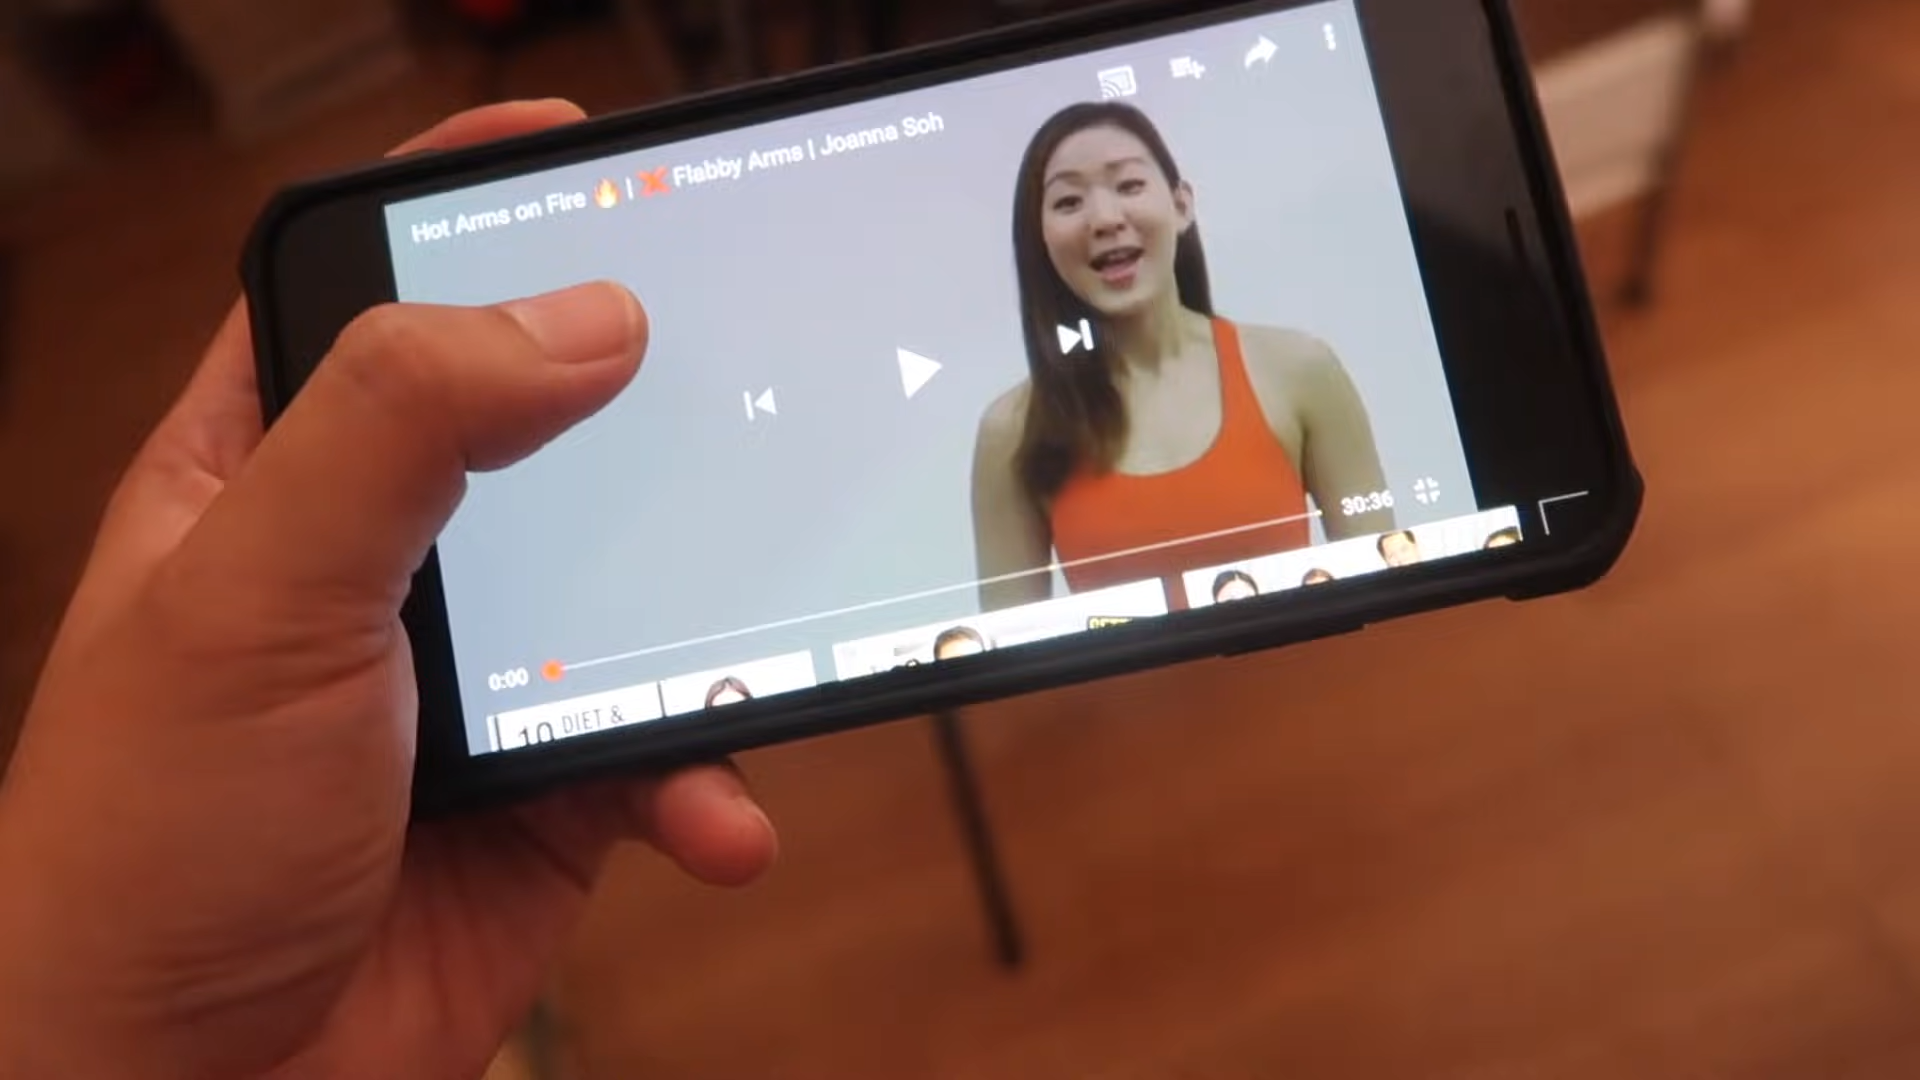 Hot Arms on Fire 🔥 | ❌ Flabby Arms | Joanna Soh
30:36
0:00
10 DIET &